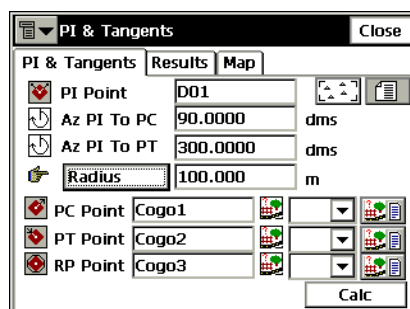 PI & Tangents Close
PI & Tangents Results Map
PI Point D01
Az PI To PC 90.0000 dms
Az PI To PT 300.0000 dms
Radius 100.000 m
PC Point Cogo1
PT Point Cogo2
RP Point Cogo3
Calc